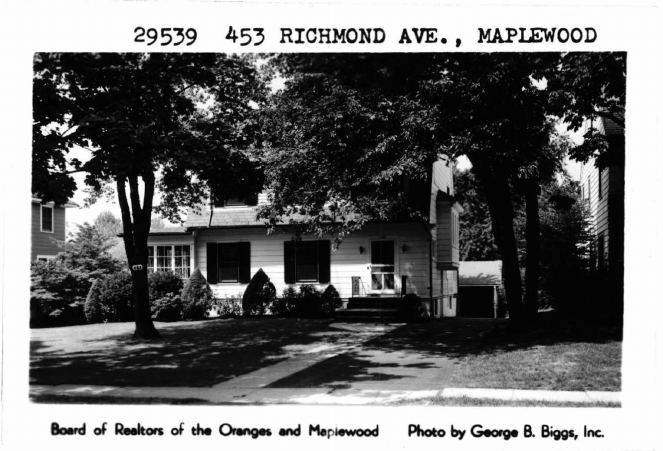 29539 453 RICHMOND AVE., MAPLEWOOD
Board of Realtors of the Oranges and Maplewood Photo by George B. Biggs, Inc.